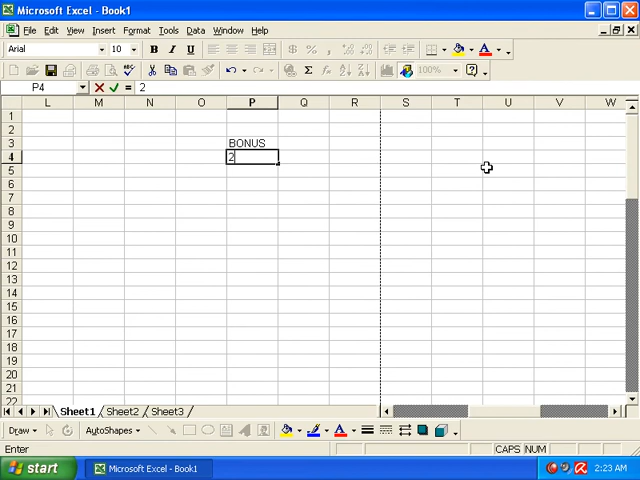 Microsoft Excel - Book1
File Edit View Insert Format Tools Data Window Help
Arial 10 B I U $ % ,
100%
P4 = 2
L M N O P Q R S T U V W
1
2
3 BONUS
4 2
5
6
7
8
9
10
11
12
13
14
15
16
17
18
19
20
21
22
Sheet1 Sheet2 Sheet3
Draw AutoShapes
Enter CAPS NUM
start Microsoft Excel - Book1 2:23 AM